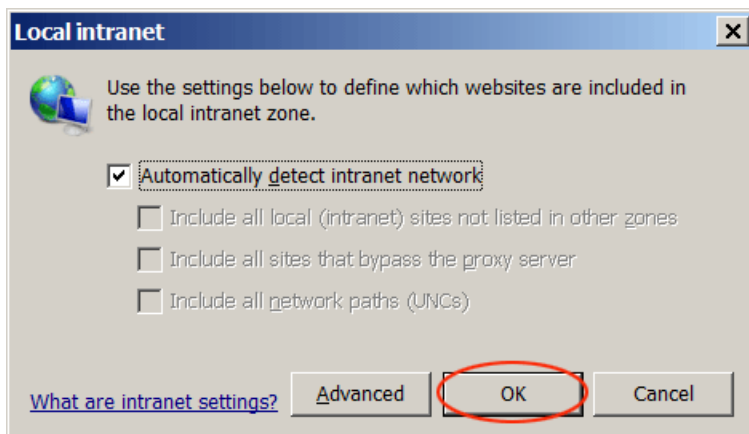 Local intranet
Use the settings below to define which websites are included in
the local intranet zone.
Automatically detect intranet network
Include all local (intranet) sites not listed in other zones
Include all sites that bypass the proxy server
Include all network paths (UNCs)
What are intranet settings?
Advanced
OK
Cancel